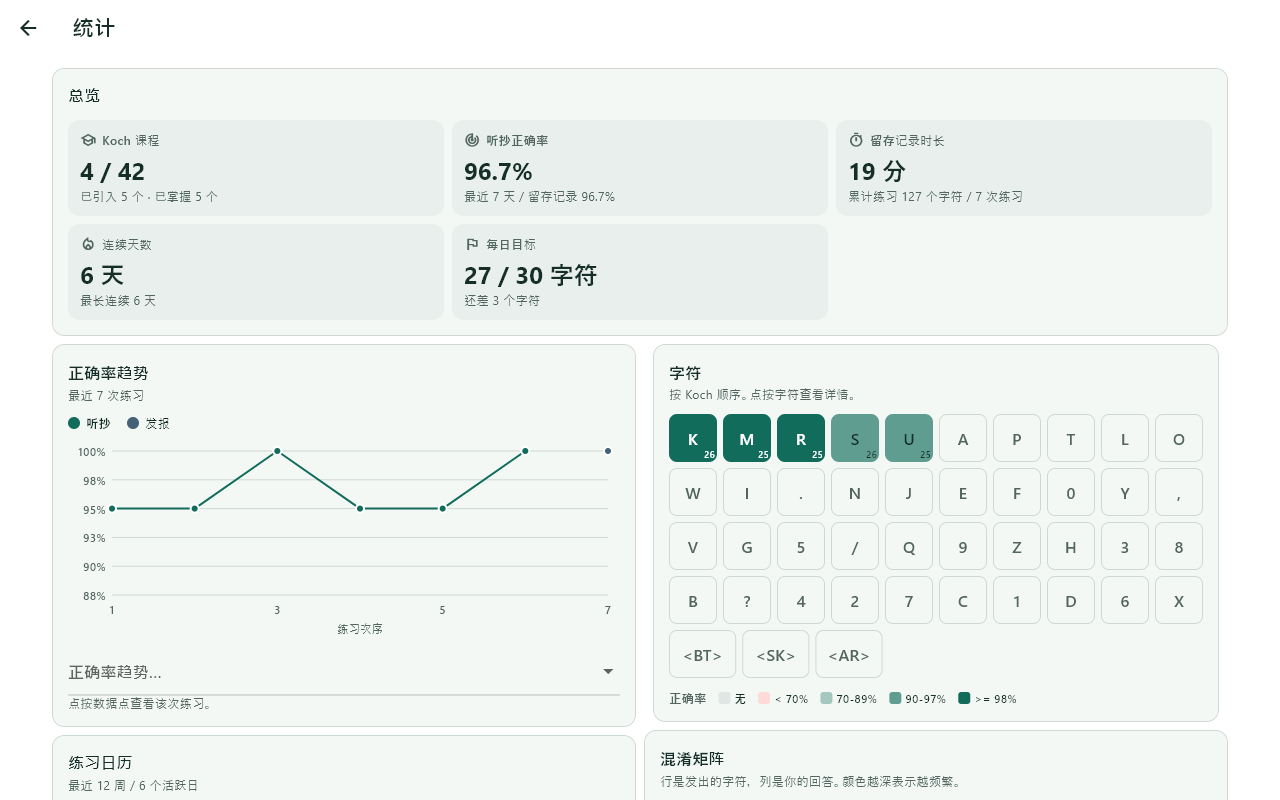 统计
总览
Koch 课程
4 / 42
已引入 5 个 · 已掌握 5 个
听抄正确率
96.7%
最近 7 天 / 留存记录 96.7%
留存记录时长
19 分
累计练习 127 个字符 / 7 次练习
连续天数
6 天
最长连续 6 天
每日目标
27 / 30 字符
还差 3 个字符
正确率趋势
最近 7 次练习
听抄 发报
100%
98%
95%
93%
90%
88%
1 3 5 7
练习次序
正确率趋势...
点按数据点查看该次练习。
字符
按 Koch 顺序。点按字符查看详情。
K 26 M 25 R 25 S 26 U 25 A P T L O
W I . N J E F 0 Y ,
V G 5 / Q 9 Z H 3 8
B ? 4 2 7 C 1 D 6 X
<BT> <SK> <AR>
正确率 无 < 70% 70-89% 90-97% >= 98%
练习日历
最近 12 周 / 6 个活跃日
混淆矩阵
行是发出的字符，列是你的回答。颜色越深表示越频繁。